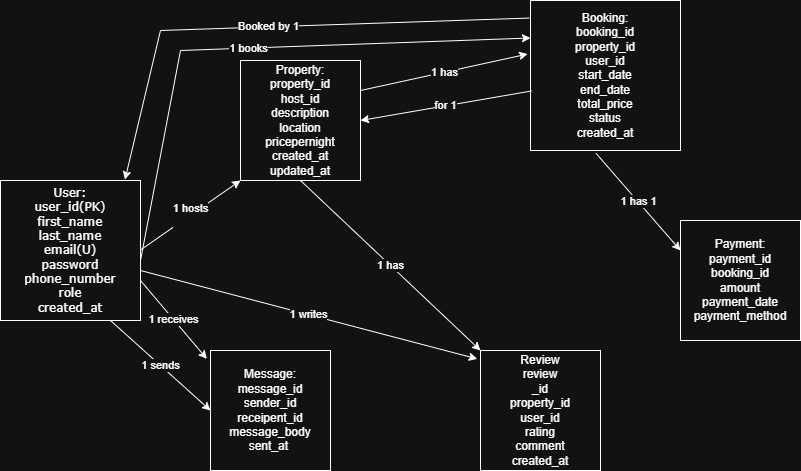 Booking:
booking_id
property_id
user_id
start_date
end_date
total_price
status
created_at
Booked by 1
1 books
Property:
property_id
host_id
description
location
pricepernight
created_at
updated_at
1 has
for 1
User:
user_id(PK)
first_name
last_name
email(U)
password
phone_number
role
created_at
1 hosts
1 has 1
Payment:
payment_id
booking_id
amount
payment_date
payment_method
1 has
1 receives
1 writes
1 sends
Message:
message_id
sender_id
receipent_id
message_body
sent_at
Review
review
_id
property_id
user_id
rating
comment
created_at